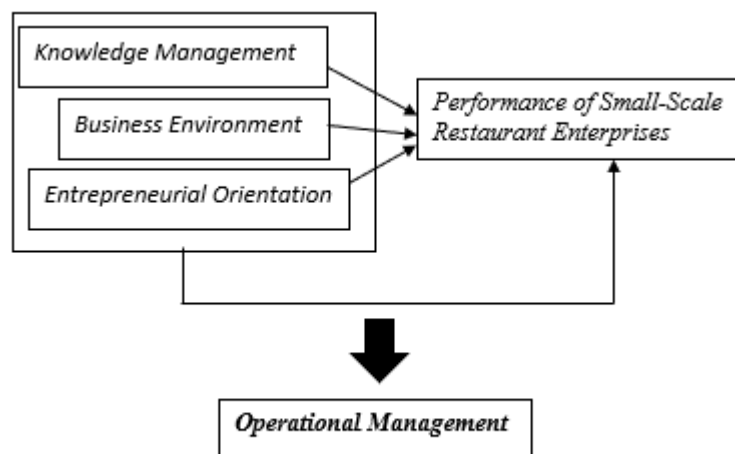 Knowledge Management
Business Environment
Entrepreneurial Orientation
Performance of Small-Scale
Restaurant Enterprises
Operational Management